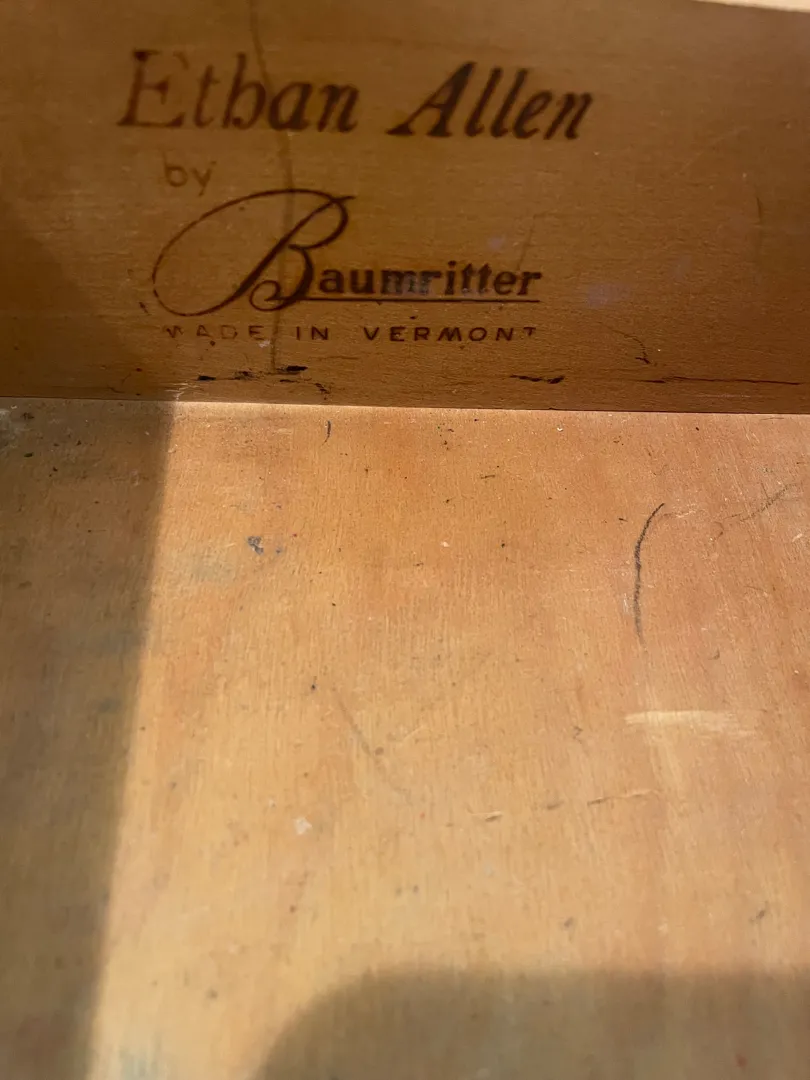 Ethan Allen
by
Baumritter
MADE IN VERMONT